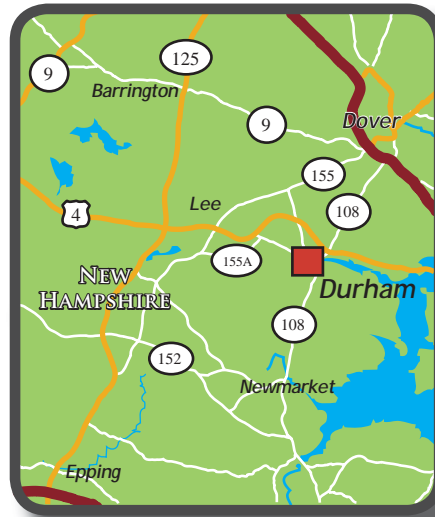 125
9
Barrington
9
Dover
155
Lee
108
4
155A
NEW
HAMPSHIRE
Durham
108
152
Newmarket
Epping